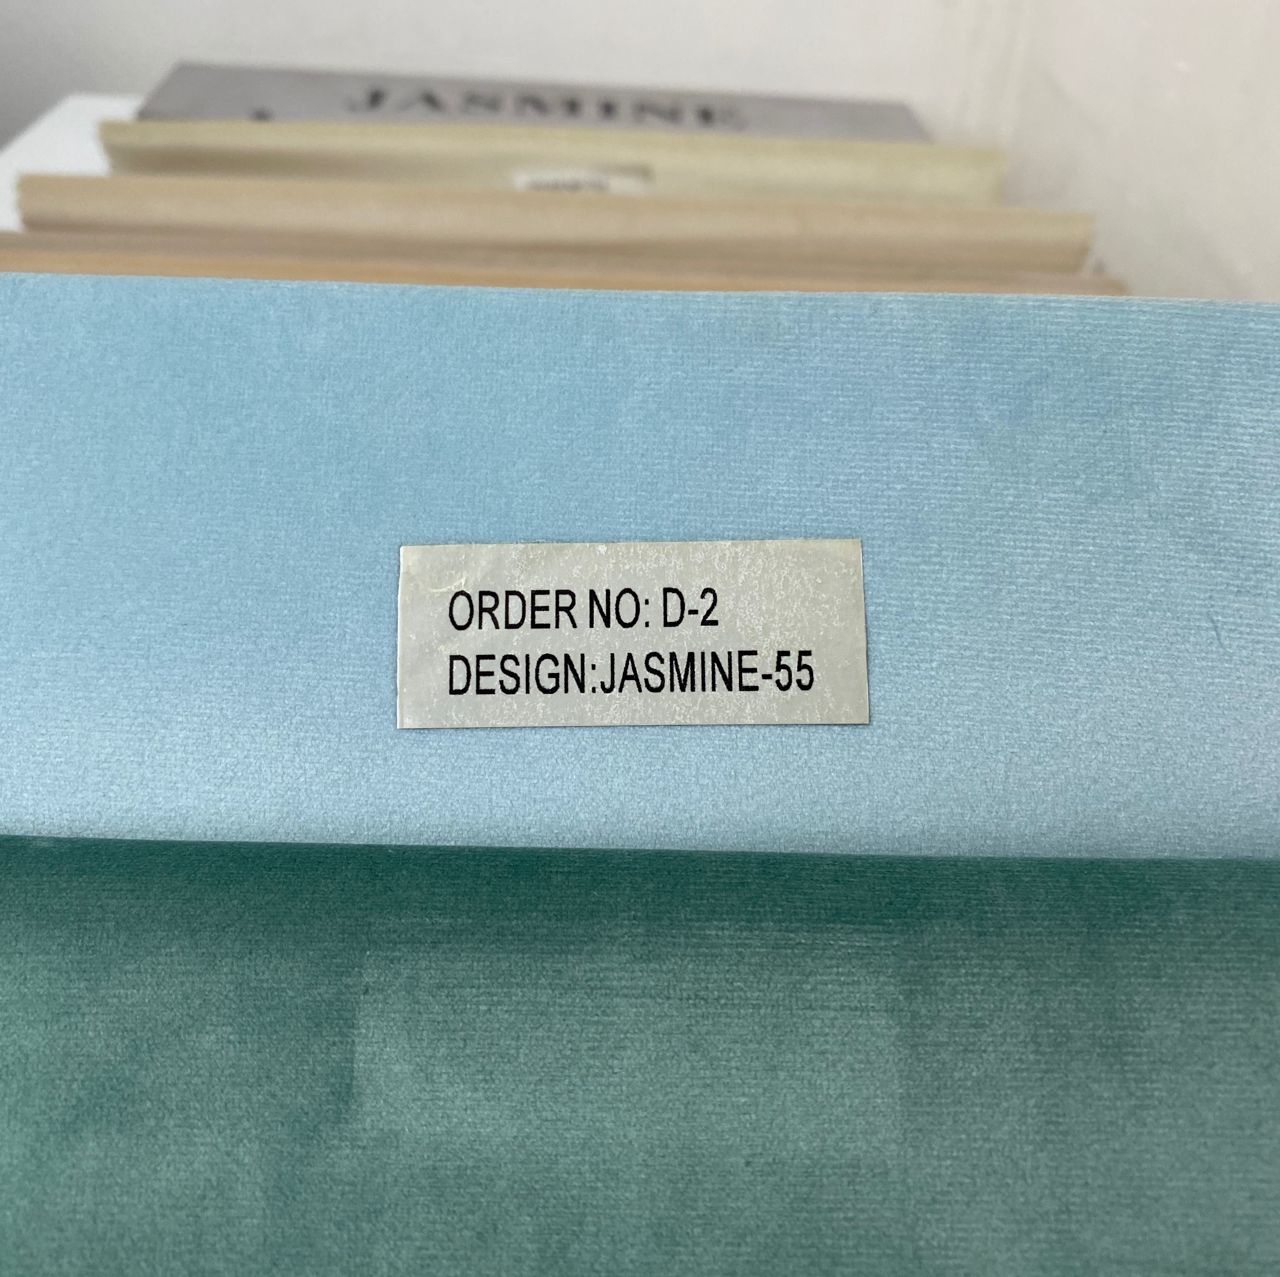 JASMINE
ORDER NO: D-2
DESIGN:JASMINE-55